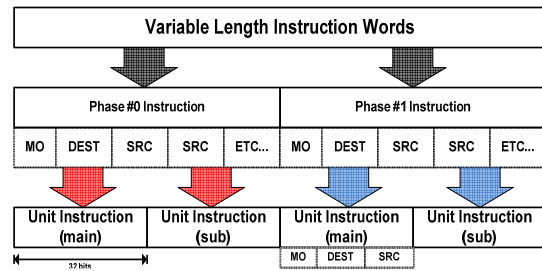 Variable Length Instruction Words
Phase #0 Instruction Phase #1 Instruction
MO DEST SRC SRC ETC... MO DEST SRC SRC ETC...
Unit Instruction (main) Unit Instruction (sub) Unit Instruction (main) Unit Instruction (sub)
32 bits MO DEST SRC